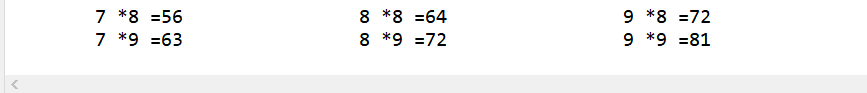 7 *8 =56 8 *8 =64 9 *8 =72
7 *9 =63 8 *9 =72 9 *9 =81